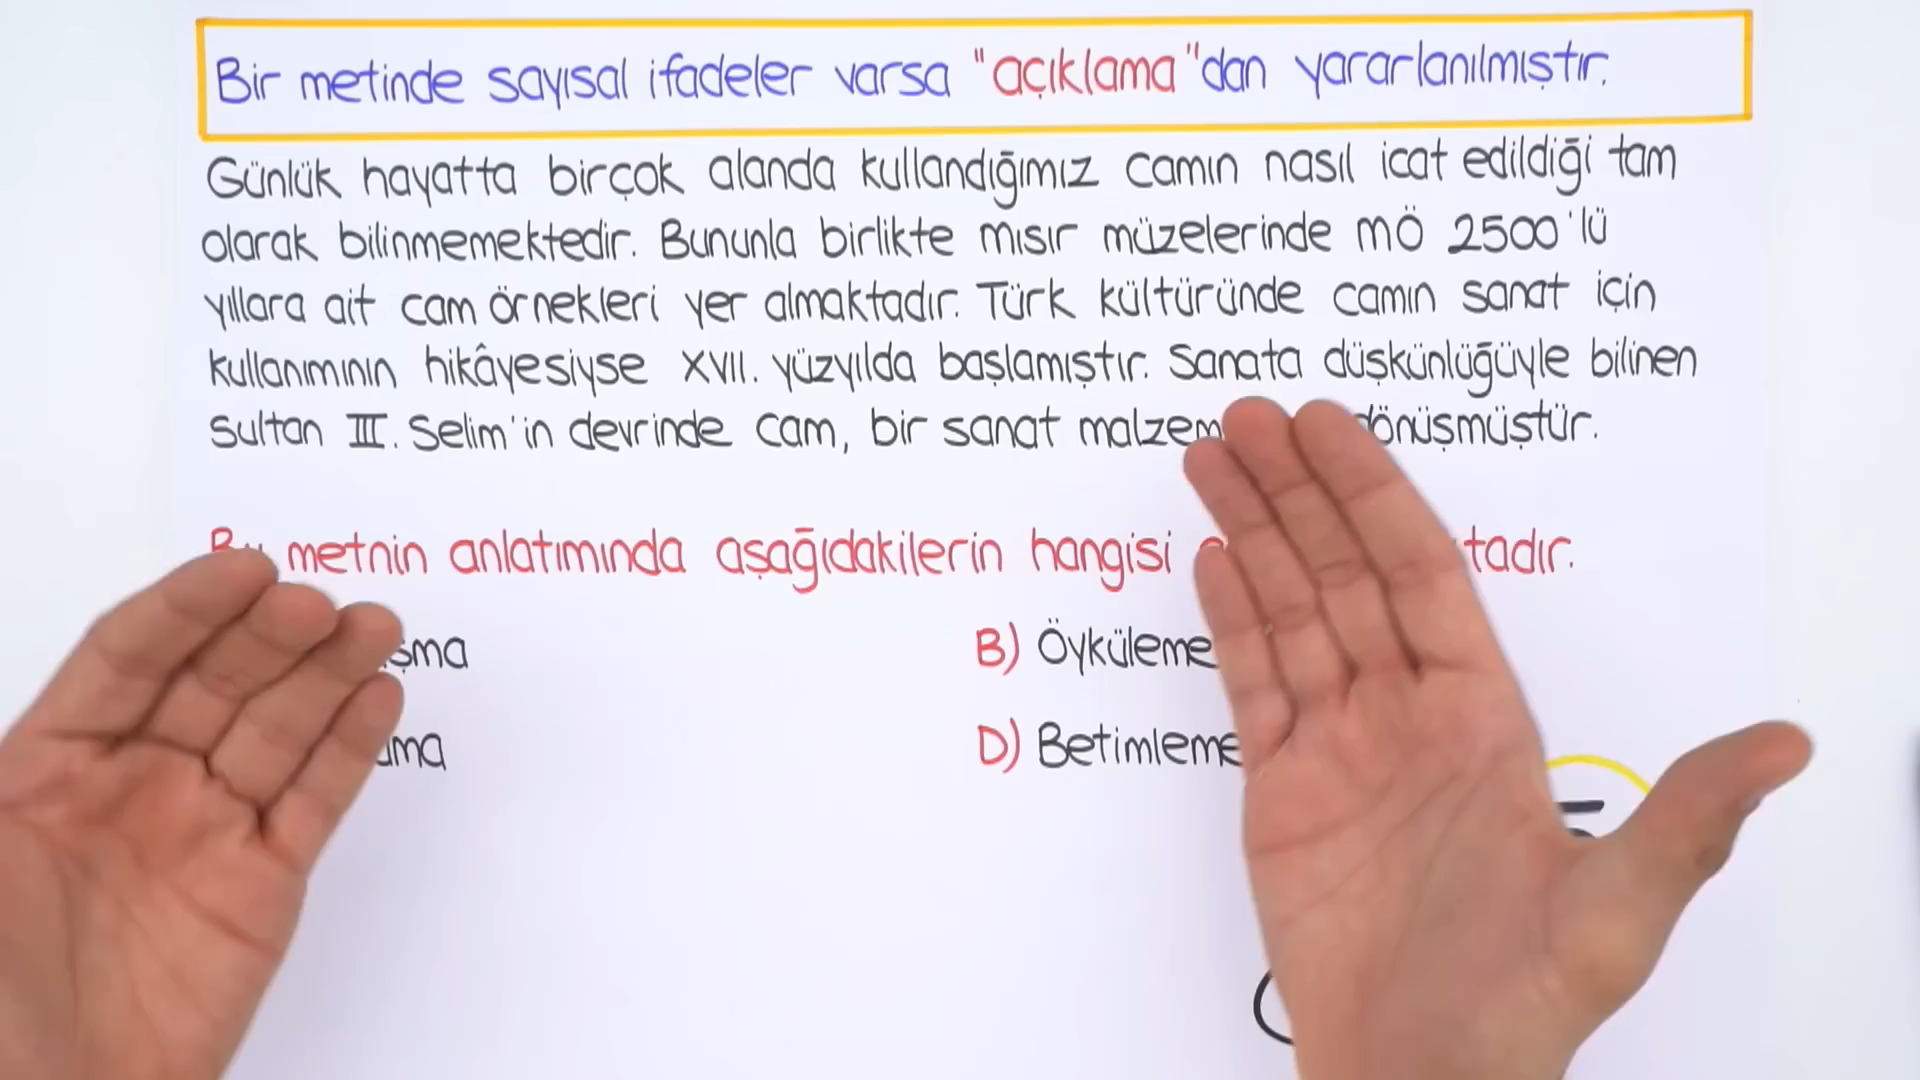 Bir metinde sayısal ifadeler varsa "açıklama"dan yararlanılmıştır.
Günlük hayatta birçok alanda kullandığımız camın nasıl icat edildiği tam
olarak bilinmemektedir. Bununla birlikte mısır müzelerinde MÖ 2500'lü
yıllara ait cam örnekleri yer almaktadır. Türk kültüründe camın sanat için
kullanımının hikâyesiyse XVII. yüzyılda başlamıştır. Sanata düşkünlüğüyle bilinen
Sultan III. Selim'in devrinde cam, bir sanat malzem dönüşmüştür.
metnin anlatımında aşağıdakilerin hangisi tadır.
şma
B) Öyküleme
ama
D) Betimleme